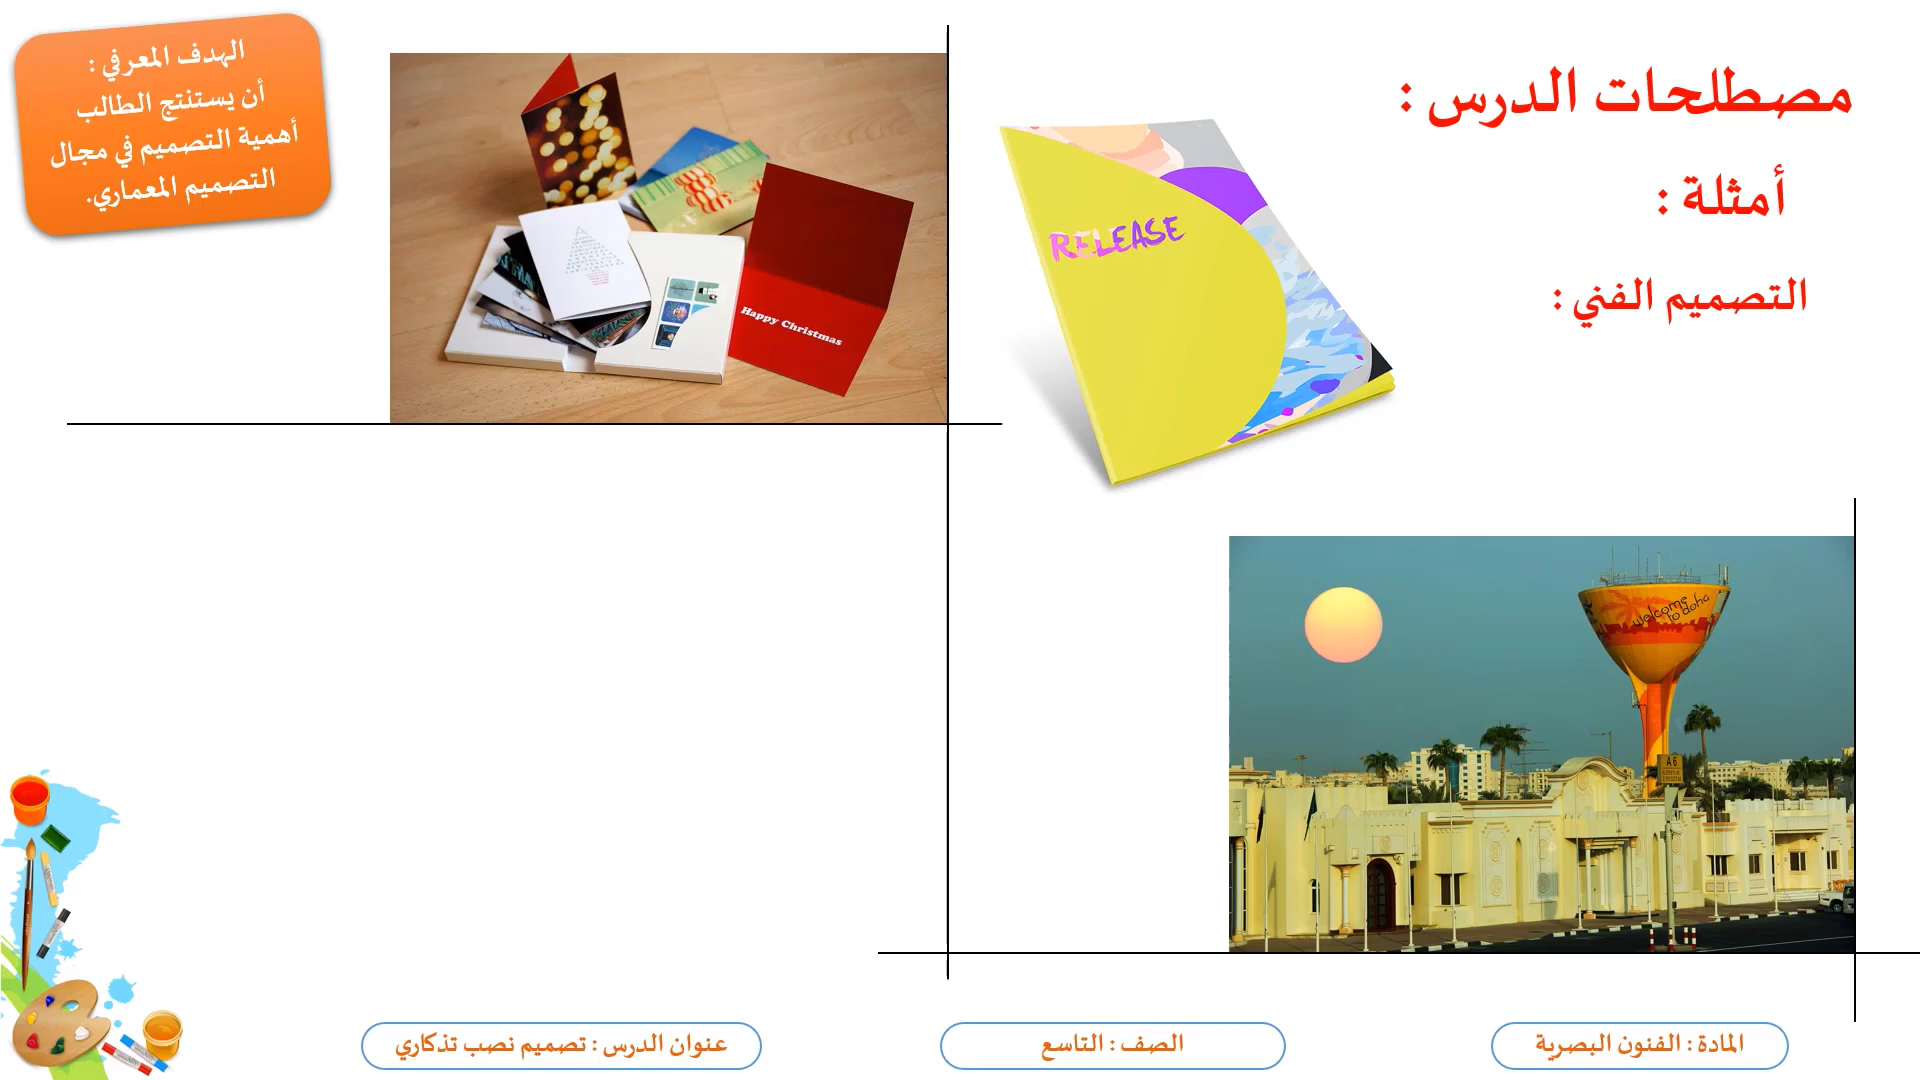 مصطلحات الدرس :
أمثلة :
التصميم الفني :
الهدف المعرفي :
أن يستنتج الطالب
أهمية التصميم في مجال
التصميم المعماري.
RELEASE
Happy Christmas
welcome
to doha
A6
المادة : الفنون البصرية
الصف : التاسع
عنوان الدرس : تصميم نصب تذكاري